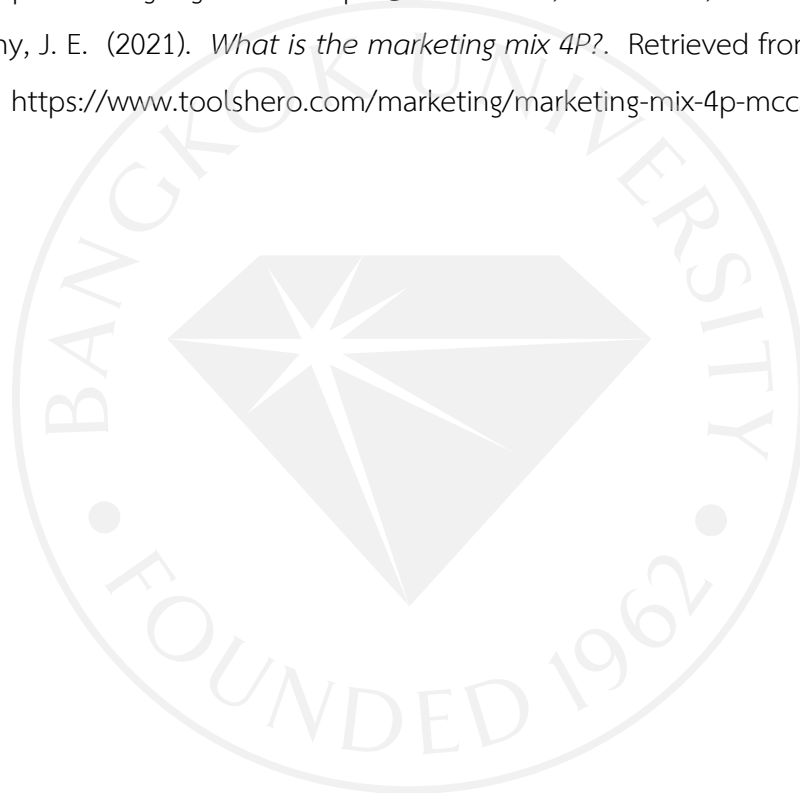 ny, J. E. (2021). What is the marketing mix 4P?. Retrieved fro
https://www.toolshero.com/marketing/marketing-mix-4p-mcc
BANGKOK UNIVERSITY
FOUNDED 1962